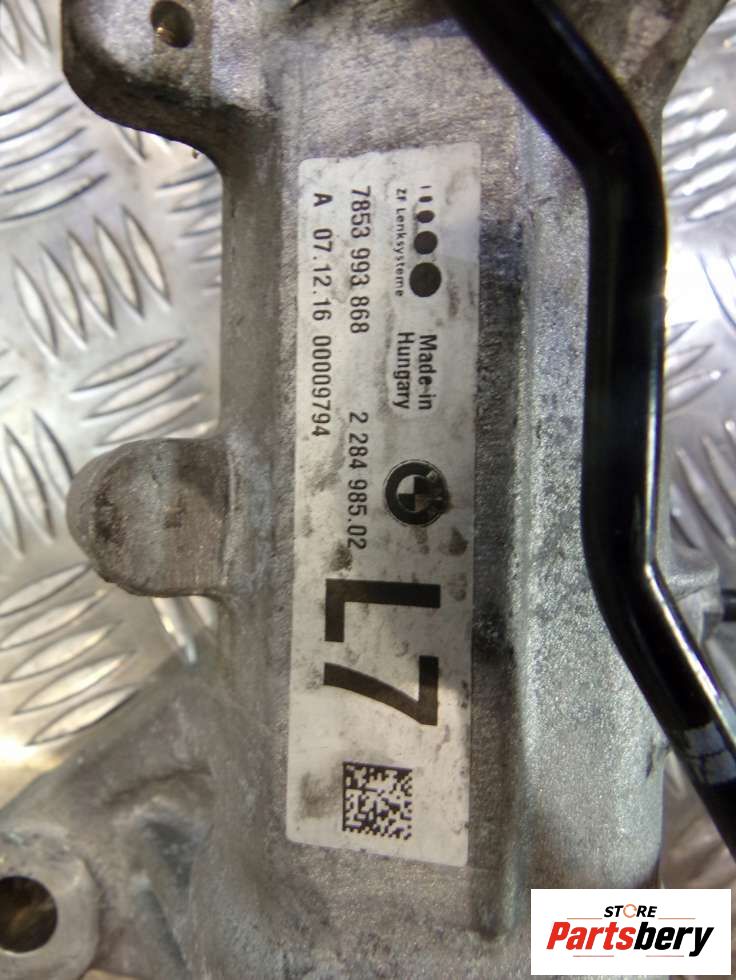 ZF Lenksysteme
Made in
Hungary
7853 993 868
2 284 985.02
A 07.12.16 00009794
L7
STORE
Partsbery